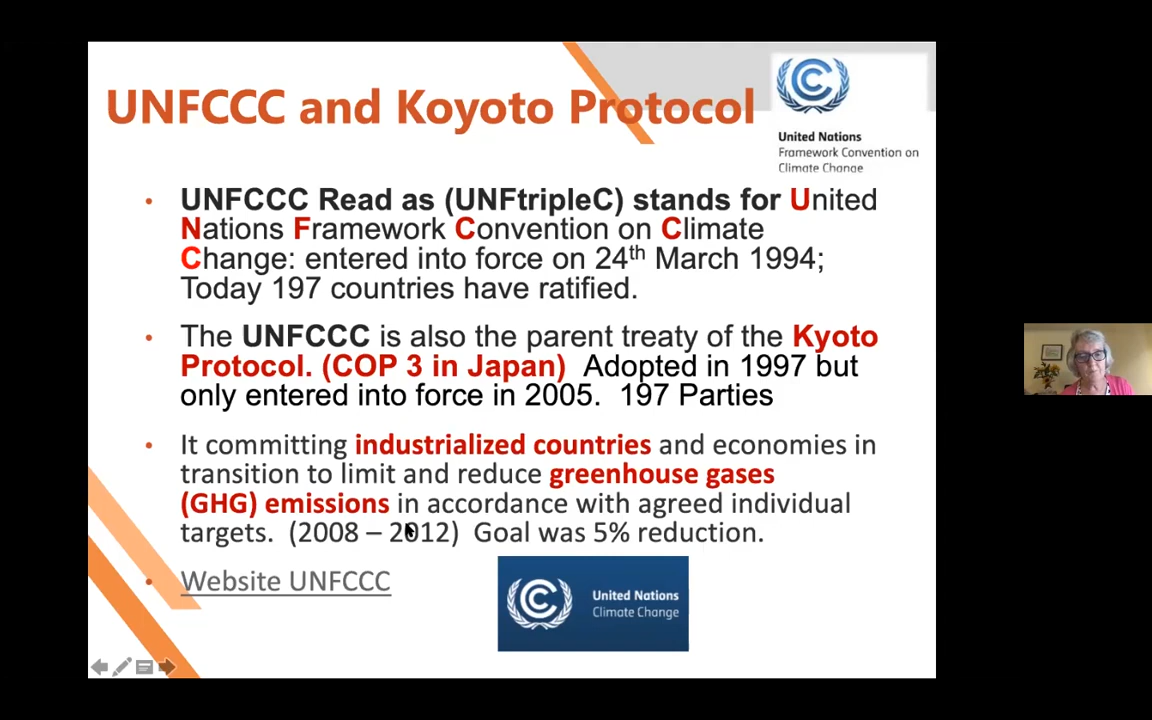 UNFCCC and Koyoto Protocol
United Nations
Framework Convention on
Climate Change
• UNFCCC Read as (UNFtripleC) stands for United
Nations Framework Convention on Climate
Change: entered into force on 24th March 1994;
Today 197 countries have ratified.
• The UNFCCC is also the parent treaty of the Kyoto
Protocol. (COP 3 in Japan) Adopted in 1997 but
only entered into force in 2005. 197 Parties
• It committing industrialized countries and economies in
transition to limit and reduce greenhouse gases
(GHG) emissions in accordance with agreed individual
targets. (2008 – 2012) Goal was 5% reduction.
• Website UNFCCC
United Nations
Climate Change